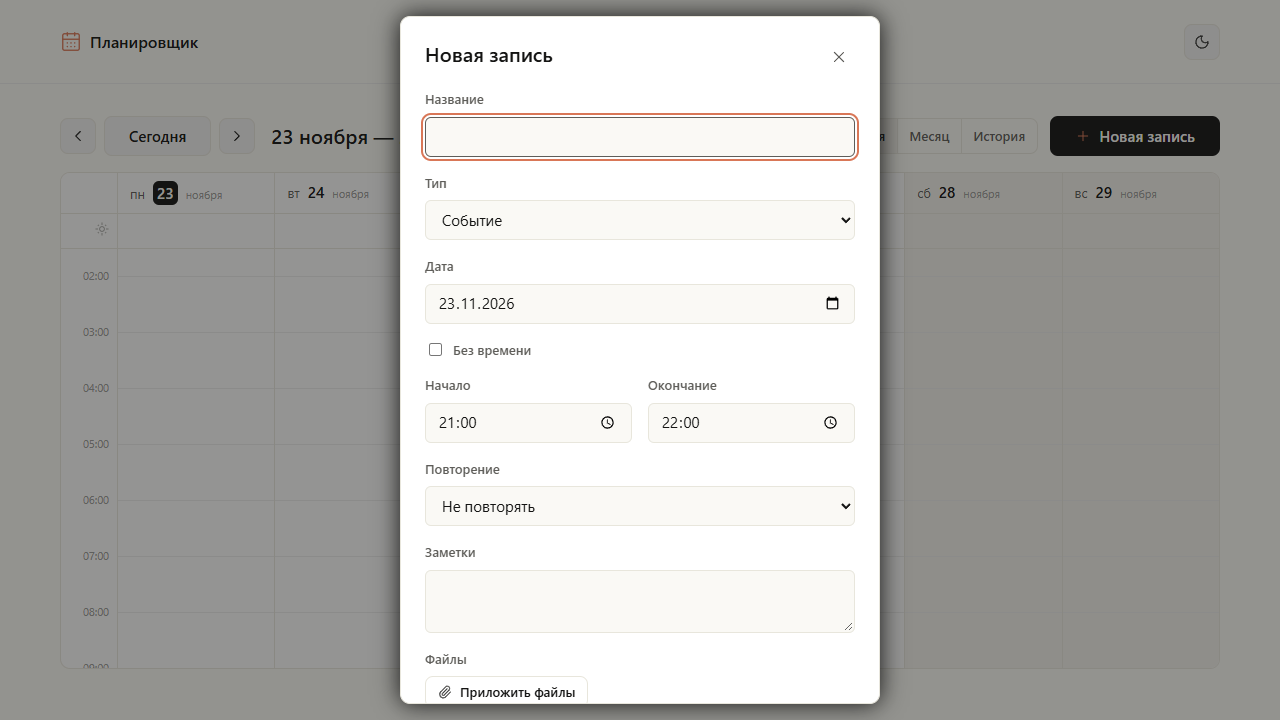 Планировщик
Новая запись
Название
Сегодня
23 ноября —
я
Месяц
История
Новая запись
Тип
Событие
пн 23 ноября
вт 24 ноября
сб 28 ноября
вс 29 ноября
Дата
23.11.2026
Без времени
Начало
Окончание
21:00
22:00
Повторение
Не повторять
Заметки
Файлы
Приложить файлы
02:00
03:00
04:00
05:00
06:00
07:00
08:00
09:00